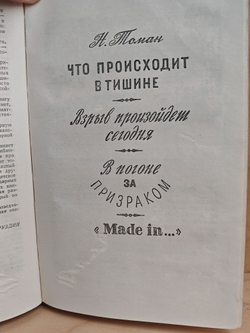 Н. Томан
ЧТО ПРОИСХОДИТ
В ТИШИНЕ
Взрыв произойдет
сегодня
В погоне
ЗА
ПРИЗРАКОМ
« Made in...»